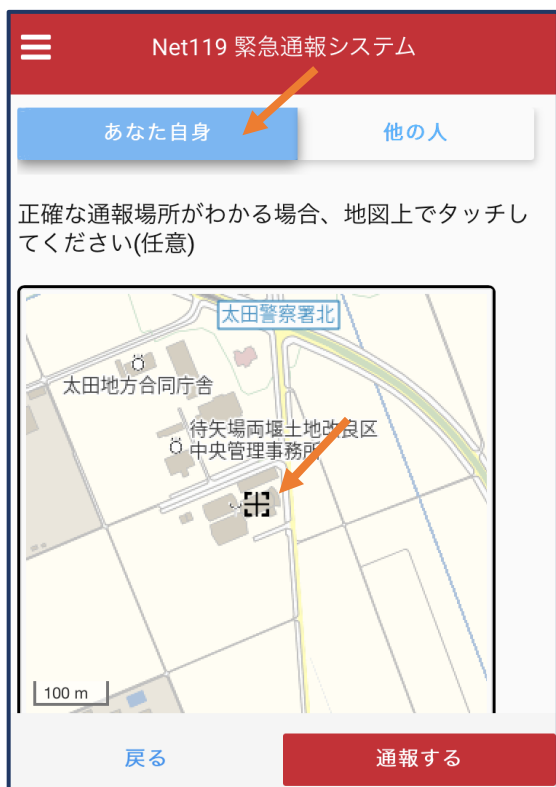 Net119 緊急通報システム
あなた自身
他の人
正確な通報場所がわかる場合、地図上でタッチし
てください(任意)
太田警察署北
太田地方合同庁舎
待矢場両堰土地改良区
中央管理事務所
100 m
戻る
通報する